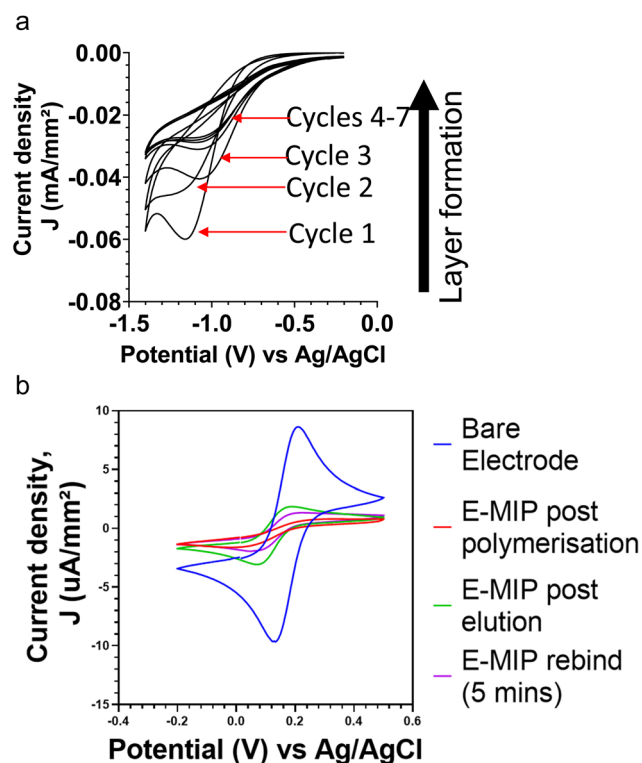 a
Current density
J (mA/mm²)
0.00
-0.02
-0.04
-0.06
-0.08
-1.5
-1.0
-0.5
0.0
Potential (V) vs Ag/AgCl
Cycles 4-7
Cycle 3
Cycle 2
Cycle 1
Layer formation
b
Current density,
J (uA/mm²)
10
5
0
-5
-10
-15
-0.4
-0.2
0.0
0.2
0.4
0.6
Potential (V) vs Ag/AgCl
Bare
Electrode
E-MIP post
polymerisation
E-MIP post
elution
E-MIP rebind
(5 mins)